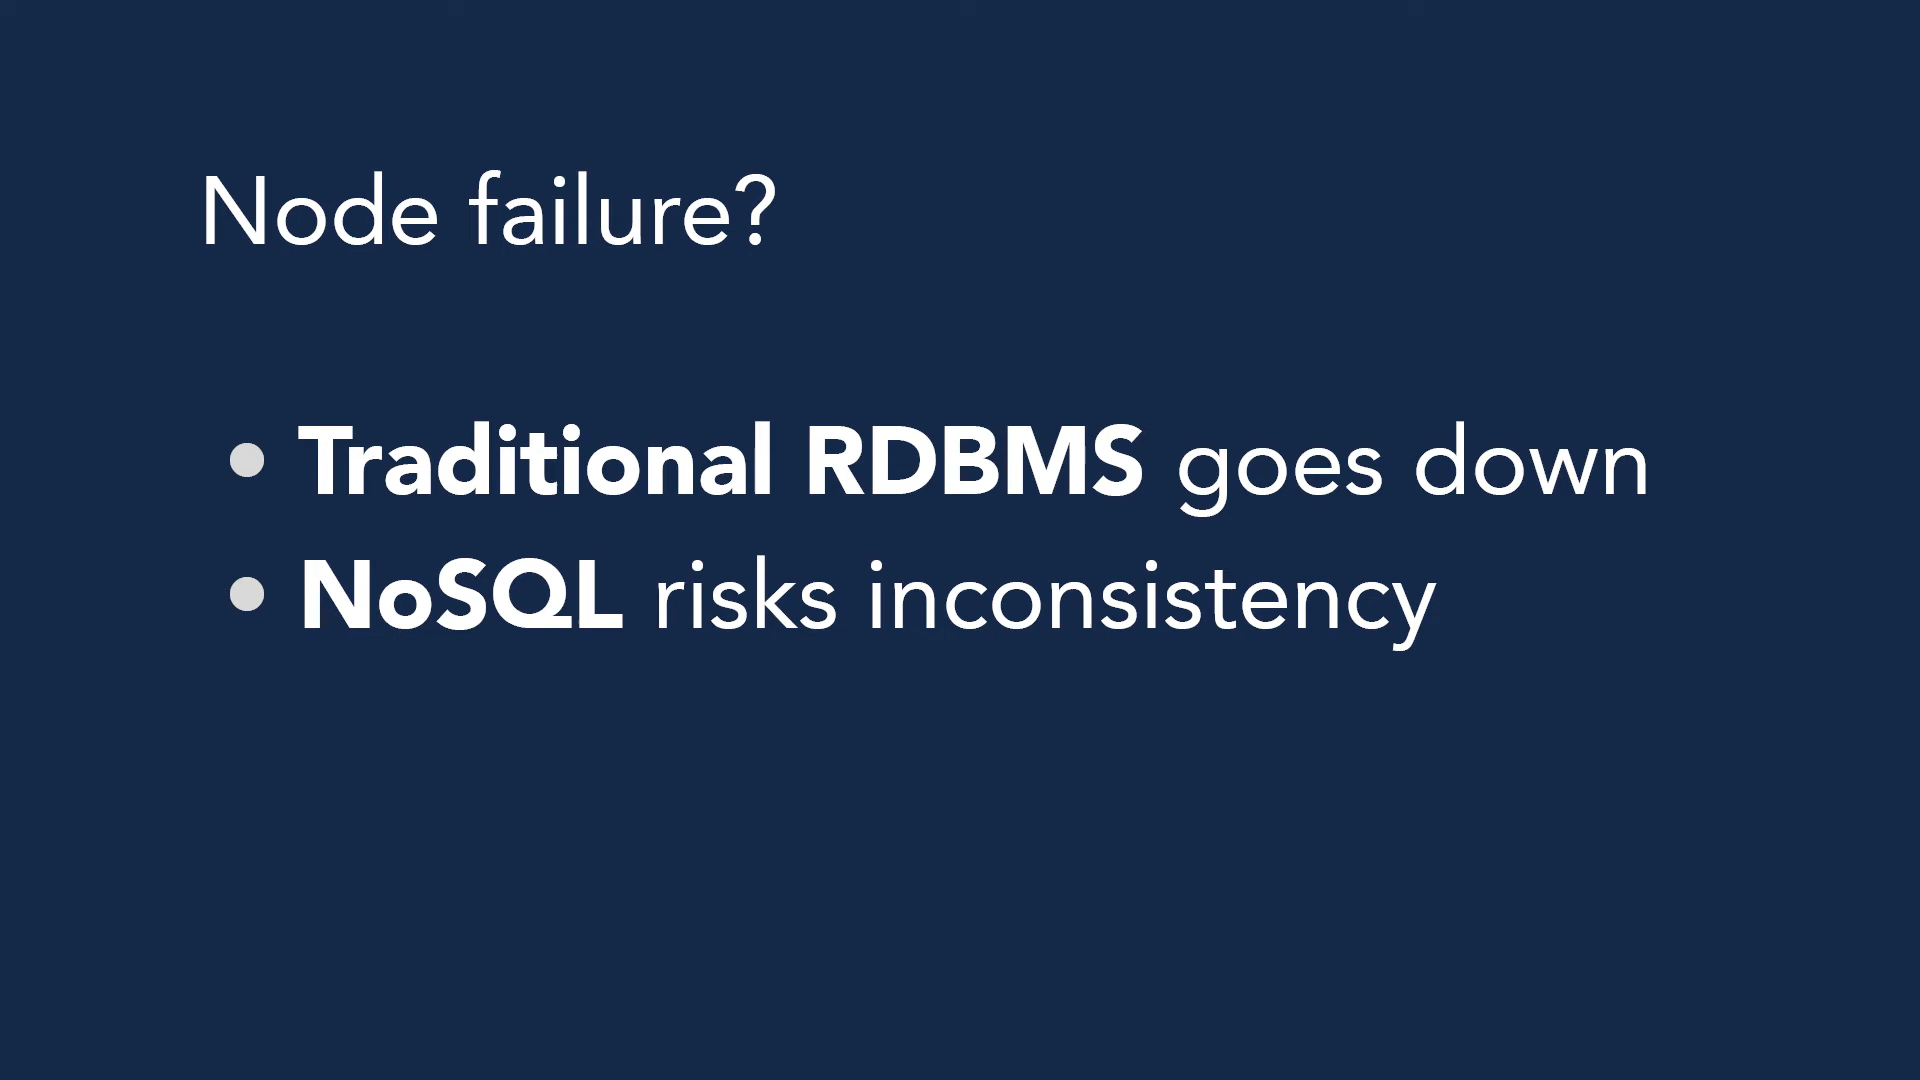 Node failure?
• Traditional RDBMS goes down
• NoSQL risks inconsistency